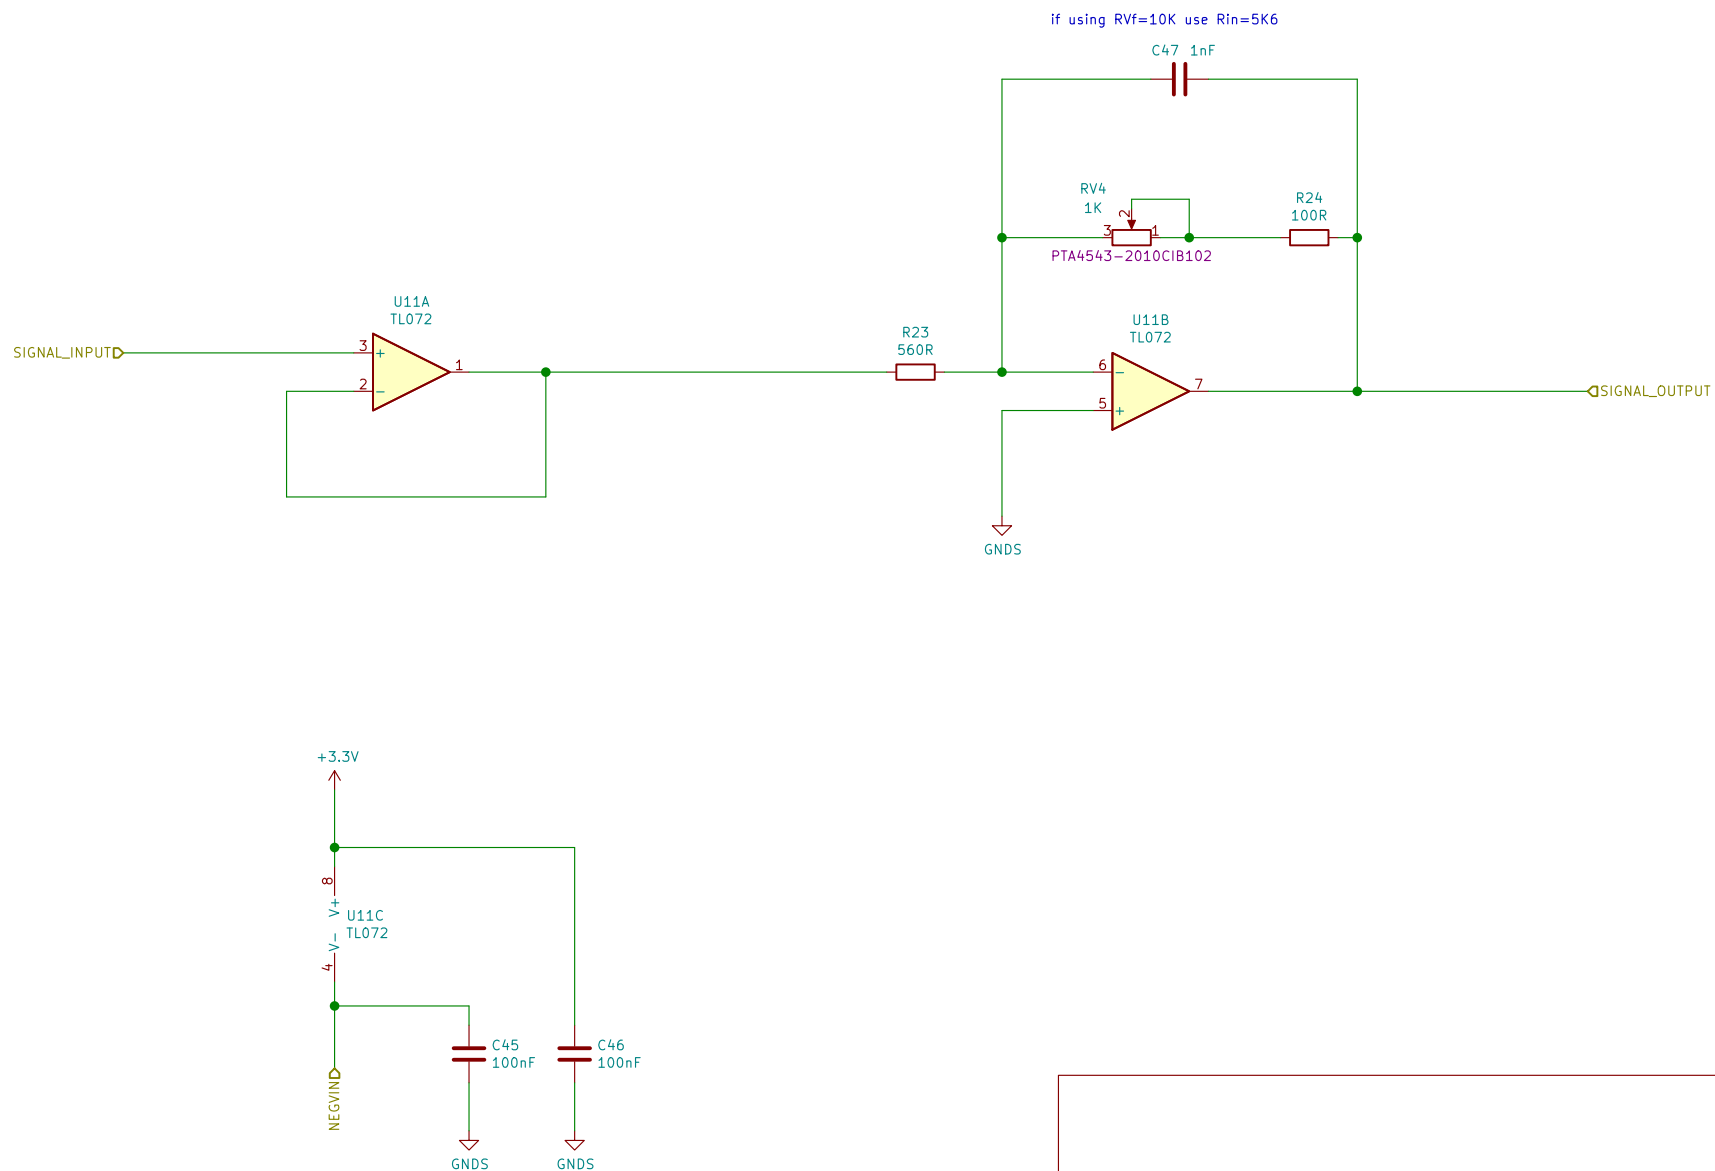 if using RVf=10K use Rin=5K6
C47 1nF
RV4
1K
2
3
1
PTA4543-2010CIB102
R24
100R
U11A
TL072
SIGNAL_INPUT
3
+
2
−
1
R23
560R
U11B
TL072
6
−
5
+
7
SIGNAL_OUTPUT
GNDS
+3.3V
8
V+
U11C
TL072
V-
4
C45
100nF
C46
100nF
NEGVIN
GNDS
GNDS